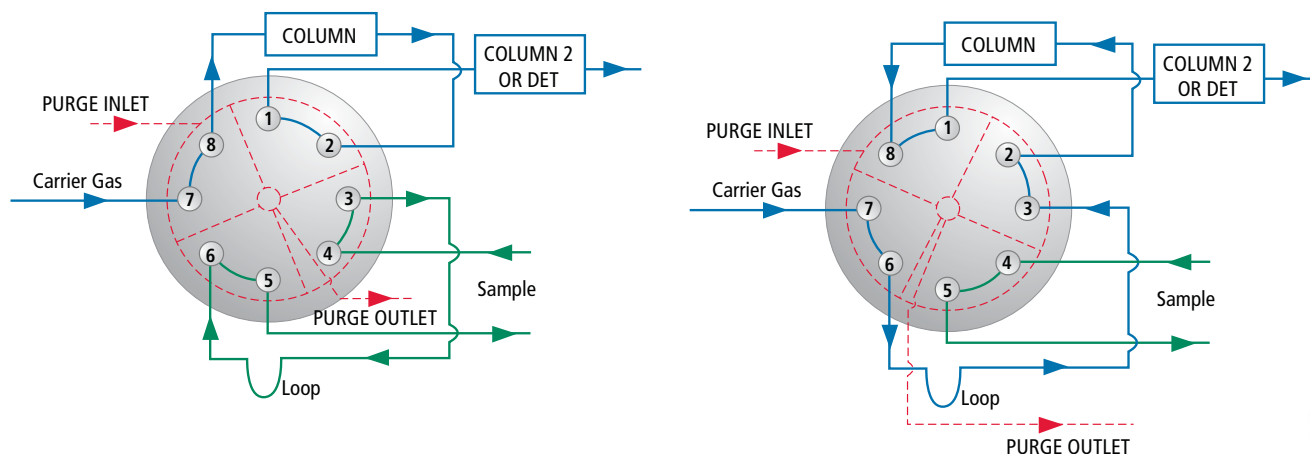 COLUMN
COLUMN 2
OR DET
PURGE INLET
1
2
8
7
Carrier Gas
3
4
6
5
Sample
PURGE OUTLET
Loop
COLUMN
COLUMN 2
OR DET
PURGE INLET
1
2
8
Carrier Gas
7
3
6
4
5
Sample
Loop
PURGE OUTLET